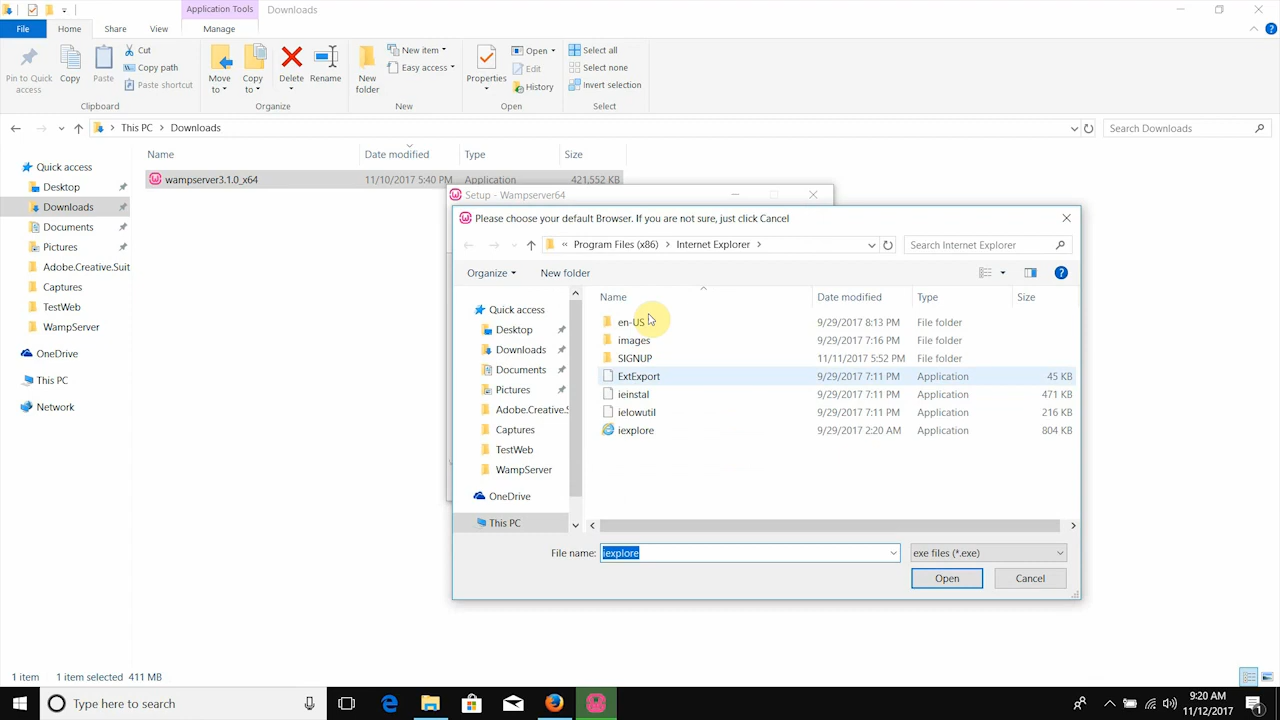 Application Tools
Downloads
File
Home
Share
View
Manage
Pin to Quick access
Copy
Paste
Cut
Copy path
Paste shortcut
Clipboard
Move to
Copy to
Delete
Rename
Organize
New folder
New item
Easy access
New
Properties
Open
Edit
History
Open
Select all
Select none
Invert selection
Select
This PC
Downloads
Search Downloads
Name
Date modified
Type
Size
wampserver3.1.0_x64
11/10/2017 5:40 PM
Application
421,552 KB
Quick access
Desktop
Downloads
Documents
Pictures
Adobe.Creative.Suit
Captures
TestWeb
WampServer
OneDrive
This PC
Network
Setup - Wampserver64
Please choose your default Browser. If you are not sure, just click Cancel
« Program Files (x86)
Internet Explorer
Search Internet Explorer
Organize
New folder
Quick access
Desktop
Downloads
Documents
Pictures
Adobe.Creative.S
Captures
TestWeb
WampServer
OneDrive
This PC
Name
Date modified
Type
Size
en-US
9/29/2017 8:13 PM
File folder
images
9/29/2017 7:16 PM
File folder
SIGNUP
11/11/2017 5:52 PM
File folder
ExtExport
9/29/2017 7:11 PM
Application
45 KB
ieinstal
9/29/2017 7:11 PM
Application
471 KB
ielowutil
9/29/2017 7:11 PM
Application
216 KB
iexplore
9/29/2017 2:20 AM
Application
804 KB
File name:
iexplore
exe files (*.exe)
Open
Cancel
1 item
1 item selected 411 MB
Type here to search
9:20 AM
11/12/2017
1